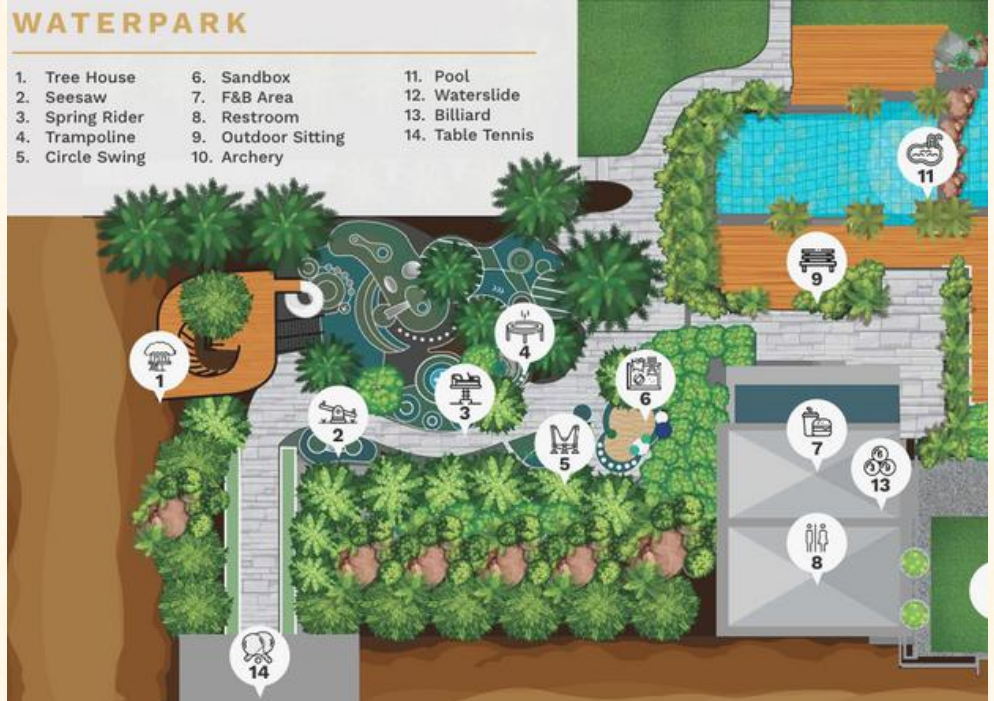 WATERPARK
1. Tree House
2. Seesaw
3. Spring Rider
4. Trampoline
5. Circle Swing
6. Sandbox
7. F&B Area
8. Restroom
9. Outdoor Sitting
10. Archery
11. Pool
12. Waterslide
13. Billiard
14. Table Tennis
11
9
4
1
6
3
2
7
5
13
8
14